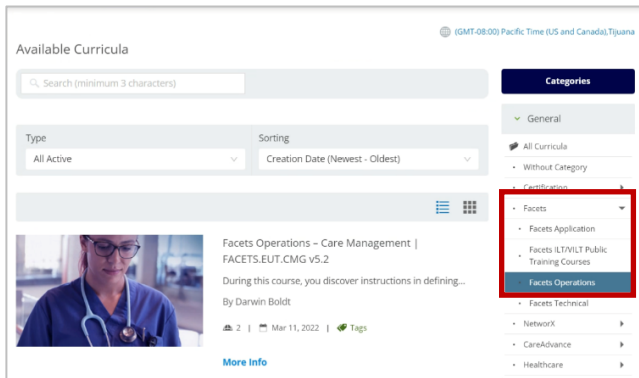 (GMT-08:00) Pacific Time (US and Canada),Tijuana
Available Curricula
Search (minimum 3 characters)
Type
All Active
Sorting
Creation Date (Newest - Oldest)
Facets Operations – Care Management |
FACETS.EUT.CMG v5.2
During this course, you discover instructions in defining...
By Darwin Boldt
2 | Mar 11, 2022 | Tags
More Info
Categories
General
All Curricula
Without Category
Certification
Facets
Facets Application
Facets ILT/VILT Public
Training Courses
Facets Operations
Facets Technical
NetworX
CareAdvance
Healthcare